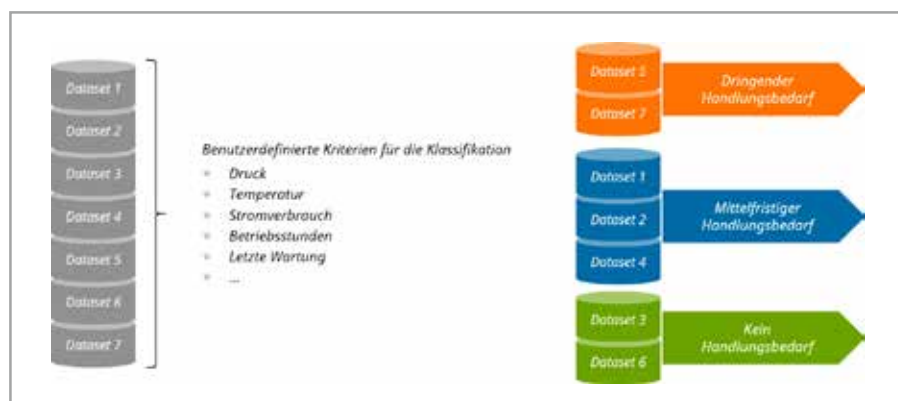 Dataset 1
Dataset 2
Dataset 3
Dataset 4
Dataset 5
Dataset 6
Dataset 7
Benutzerdefinierte Kriterien für die Klassifikation
Druck
Temperatur
Stromverbrauch
Betriebsstunden
Letzte Wartung
...
Dataset 5
Dataset 7
Dringender
Handlungsbedarf
Dataset 1
Dataset 2
Dataset 4
Mittelfristiger
Handlungsbedarf
Dataset 3
Dataset 6
Kein
Handlungsbedarf